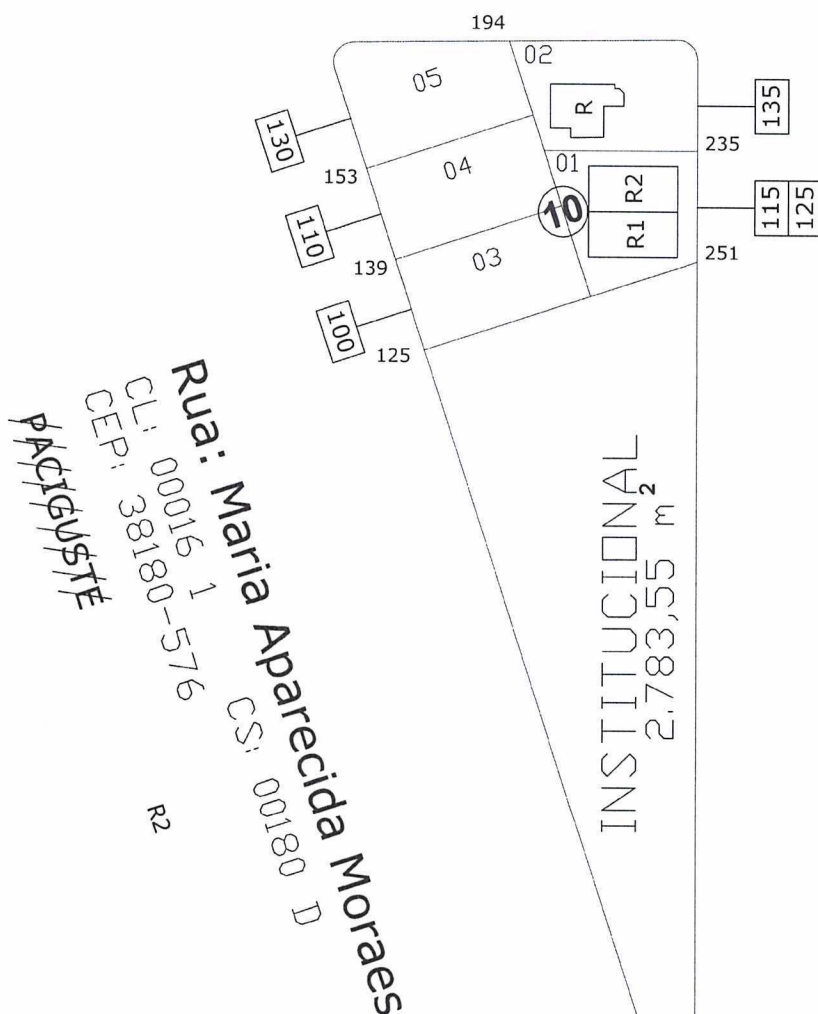 194
05
02
R
135
130
235
153
04
01
R2
10
110
115
125
R1
251
139
03
100
125
Rua: Maria Aparecida Moraes
CL: 00016 1
CS: 00180 D
CEP: 38180-576
PACIGUSTE
INSTITUCIONAL
2.783,55 m²
R2